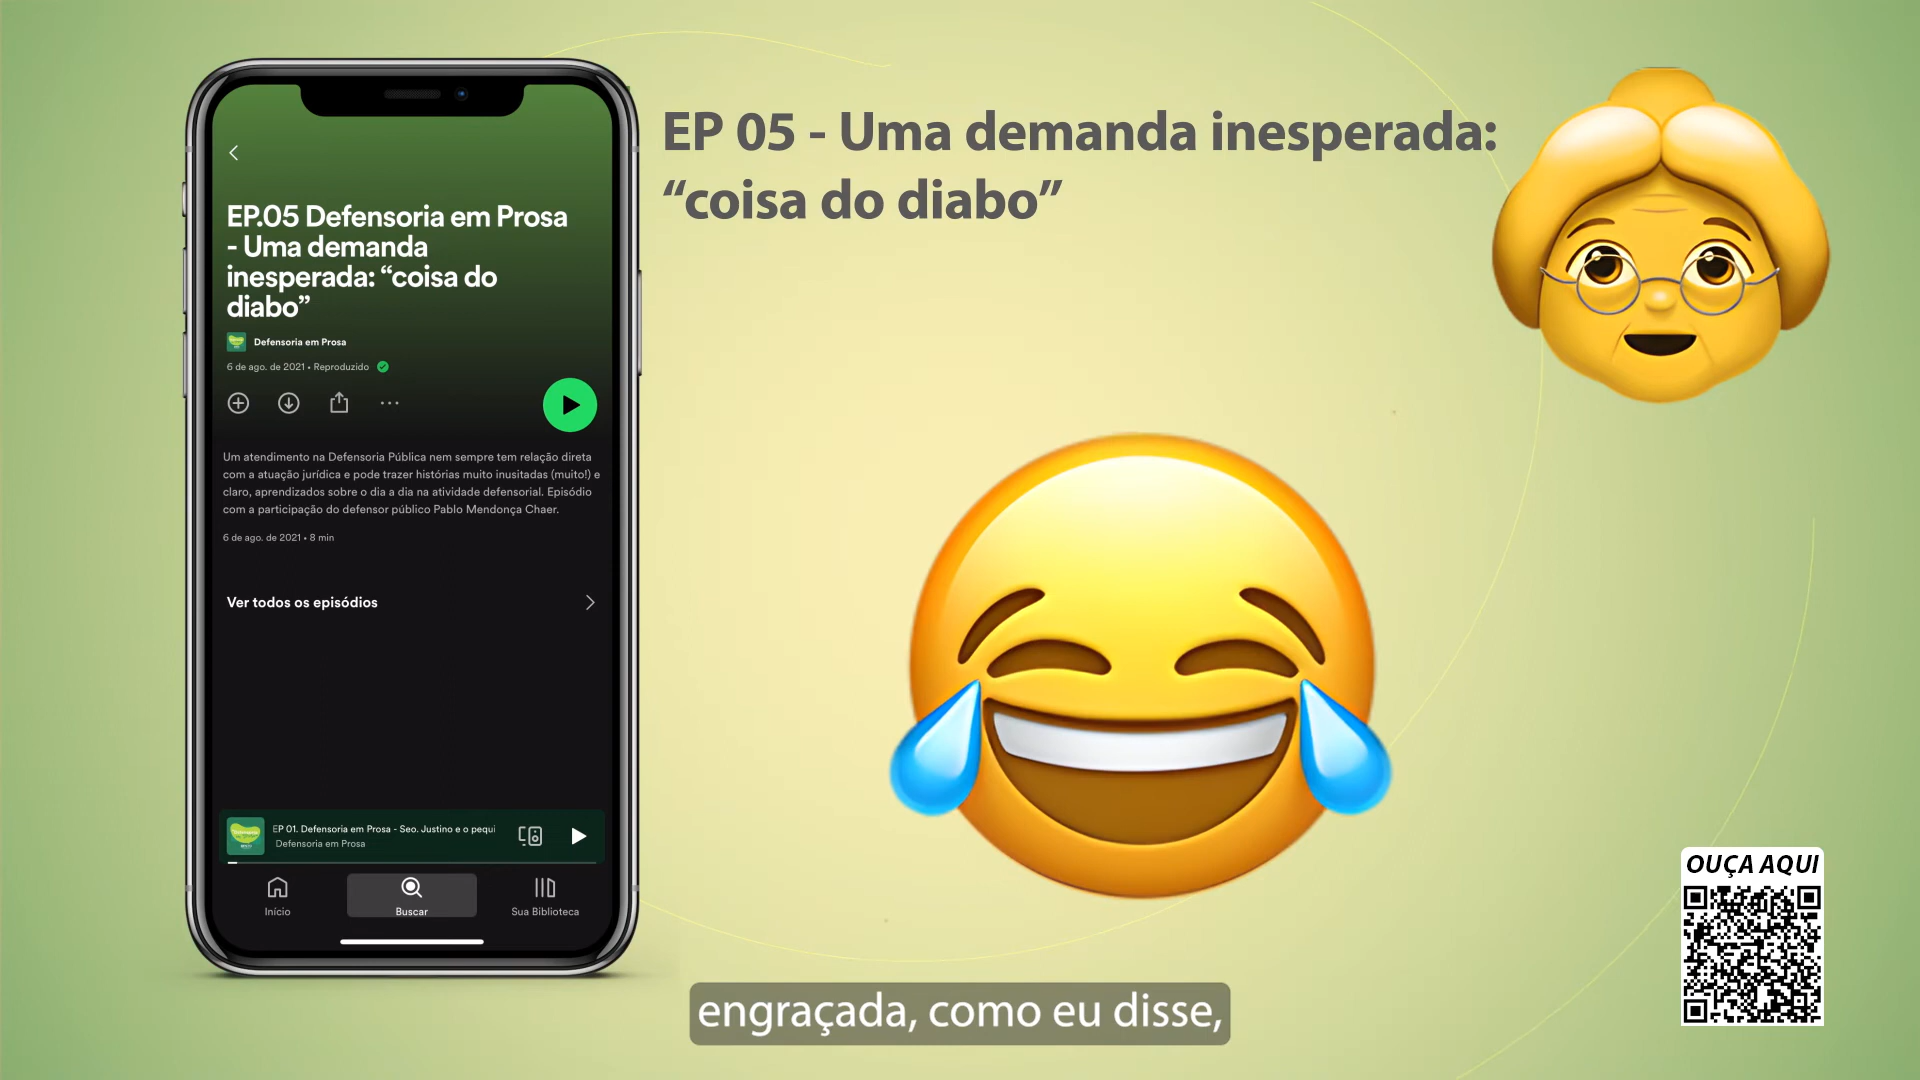 EP 05 - Uma demanda inesperada:
“coisa do diabo”
EP.05 Defensoria em Prosa
- Uma demanda
inesperada: “coisa do
diabo”
Defensoria em Prosa
6 de ago. de 2021 • Reproduzido
Um atendimento na Defensoria Pública nem sempre tem relação direta
com a atuação jurídica e pode trazer histórias muito inusitadas (muito!) e
claro, aprendizados sobre o dia a dia na atividade defensorial. Episódio
com a participação do defensor público Pablo Mendonça Chaer.
6 de ago. de 2021 • 8 min
Ver todos os episódios
EP 01. Defensoria em Prosa - Seo. Justino e o pequi
Defensoria em Prosa
Início
Buscar
Sua Biblioteca
OUÇA AQUI
engraçada, como eu disse,